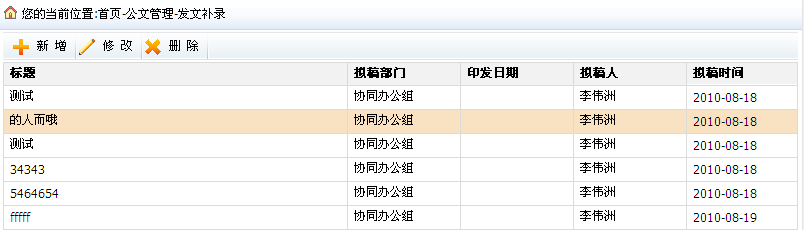 您的当前位置:首页-公文管理-发文补录
新 增 修 改 删 除
标题 拟稿部门 印发日期 拟稿人 拟稿时间
测试 协同办公组 李伟洲 2010-08-18
的人而哦 协同办公组 李伟洲 2010-08-18
测试 协同办公组 李伟洲 2010-08-18
34343 协同办公组 李伟洲 2010-08-18
5464654 协同办公组 李伟洲 2010-08-18
fffff 协同办公组 李伟洲 2010-08-19